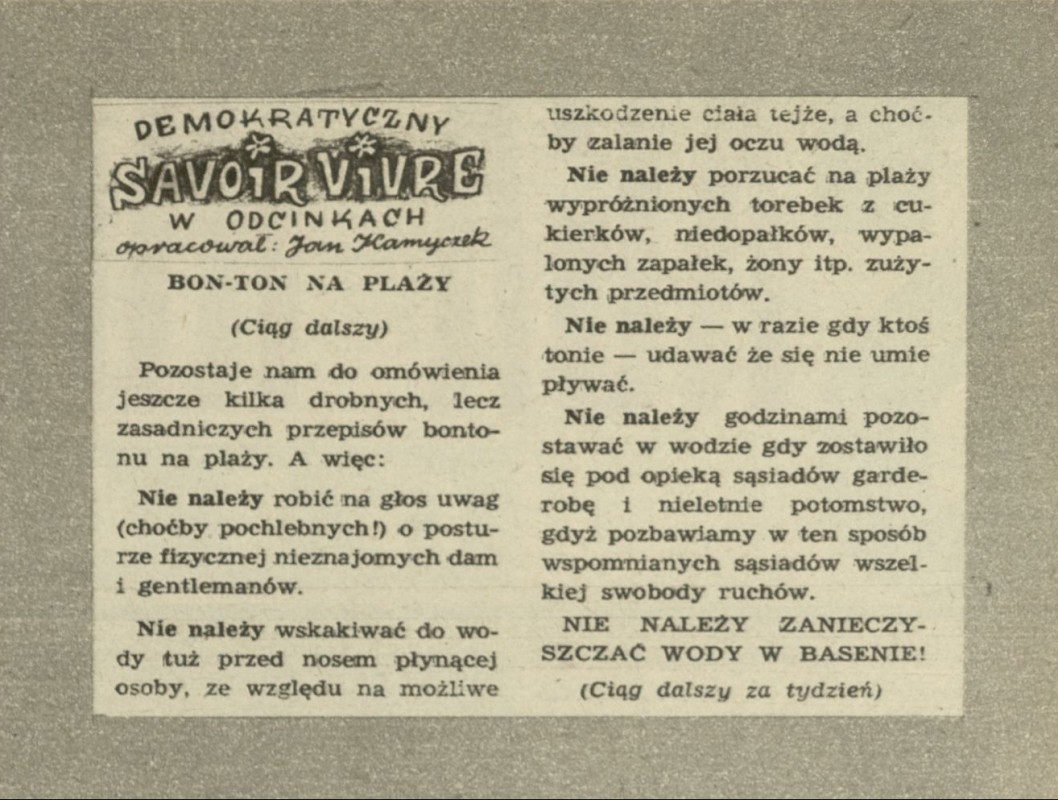 DEMOKRATYCZNY
SAVOiR ViVRE
W ODCINKACH
opracował: Jan Kamyczek
BON-TON NA PLAŻY
(Ciąg dalszy)
Pozostaje nam do omówienia
jeszcze kilka drobnych, lecz
zasadniczych przepisów bonto-
nu na plaży. A więc:
Nie należy robić na głos uwag
(choćby pochlebnych!) o postu-
rze fizycznej nieznajomych dam
i gentlemanów.
Nie należy wskakiwać do wo-
dy tuż przed nosem płynącej
osoby, ze względu na możliwe
uszkodzenie ciała tejże, a choć-
by zalanie jej oczu wodą.
Nie należy porzucać na plaży
wypróżnionych torebek z cu-
kierków, niedopałków, wypa-
lonych zapałek, żony itp. zuży-
tych przedmiotów.
Nie należy — w razie gdy ktoś
tonie — udawać że się nie umie
pływać.
Nie należy godzinami pozo-
stawać w wodzie gdy zostawiło
się pod opieką sąsiadów garde-
robę i nieletnie potomstwo,
gdyż pozbawiamy w ten sposób
wspomnianych sąsiadów wszel-
kiej swobody ruchów.
NIE NALEŻY ZANIECZY-
SZCZAĆ WODY W BASENIE!
(Ciąg dalszy za tydzień)